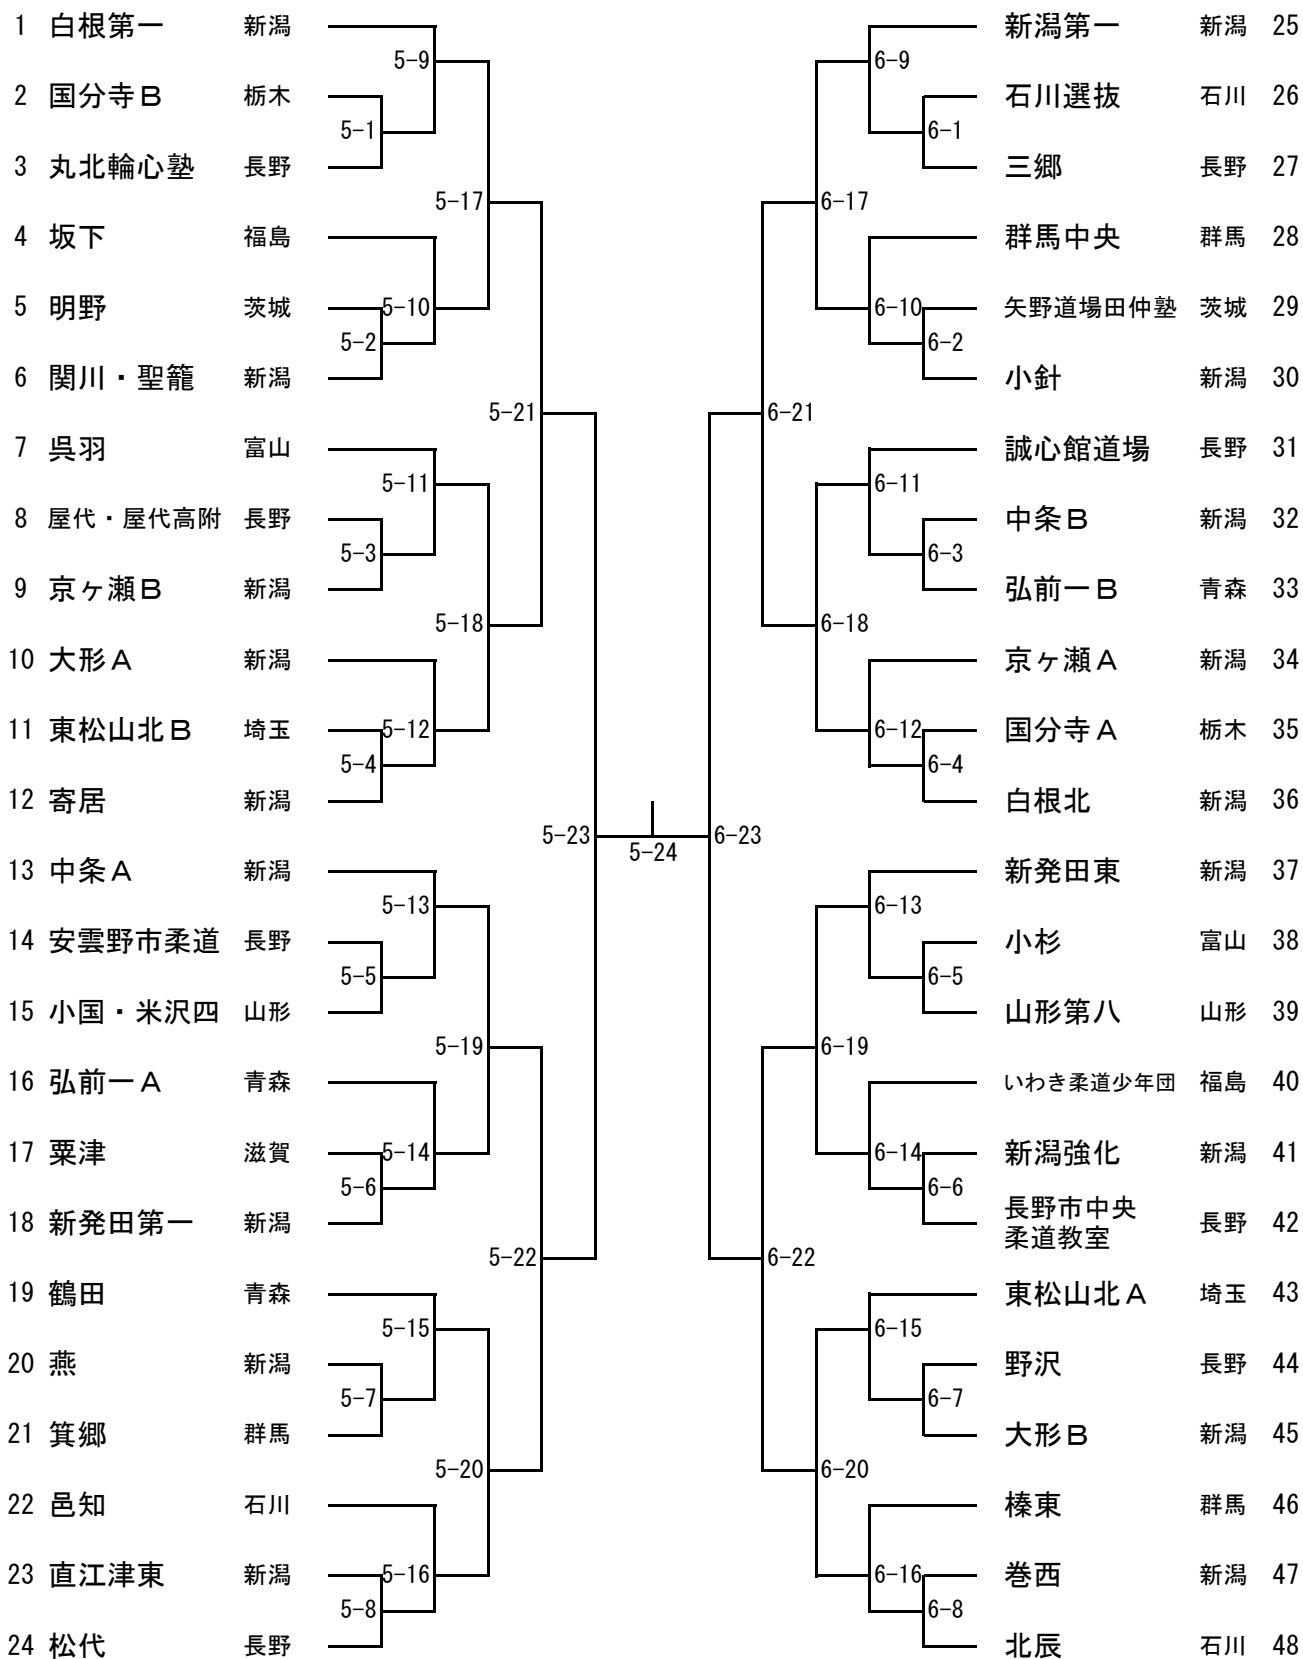 1 白根第一 新潟
5-9
2 国分寺Ｂ 栃木
5-1
3 丸北輪心塾 長野
5-17
4 坂下 福島
5 明野 茨城 5-10
5-2
6 関川・聖籠 新潟
5-21
7 呉羽 富山
5-11
8 屋代・屋代高附 長野
5-3
9 京ヶ瀬Ｂ 新潟
5-18
10 大形Ａ 新潟
11 東松山北Ｂ 埼玉 5-12
5-4
12 寄居 新潟
5-23
13 中条Ａ 新潟
5-13
14 安雲野市柔道 長野
5-5
15 小国・米沢四 山形
5-19
16 弘前一Ａ 青森
17 粟津 滋賀 5-14
5-6
18 新発田第一 新潟
5-22
19 鶴田 青森
5-15
20 燕 新潟
5-7
21 箕郷 群馬
5-20
22 邑知 石川
23 直江津東 新潟 5-16
5-8
24 松代 長野
5-24
新潟第一 新潟 25
6-9
石川選抜 石川 26
6-1
三郷 長野 27
6-17
群馬中央 群馬 28
6-10 矢野道場田仲塾 茨城 29
6-2
小針 新潟 30
6-21
誠心館道場 長野 31
6-11
中条Ｂ 新潟 32
6-3
弘前一Ｂ 青森 33
6-18
京ヶ瀬Ａ 新潟 34
6-12 国分寺Ａ 栃木 35
6-4
白根北 新潟 36
6-23
新発田東 新潟 37
6-13
小杉 富山 38
6-5
山形第八 山形 39
6-19
いわき柔道少年団 福島 40
6-14 新潟強化 新潟 41
6-6
長野市中央
柔道教室 長野 42
6-22
東松山北Ａ 埼玉 43
6-15
野沢 長野 44
6-7
大形Ｂ 新潟 45
6-20
榛東 群馬 46
6-16 巻西 新潟 47
6-8
北辰 石川 48